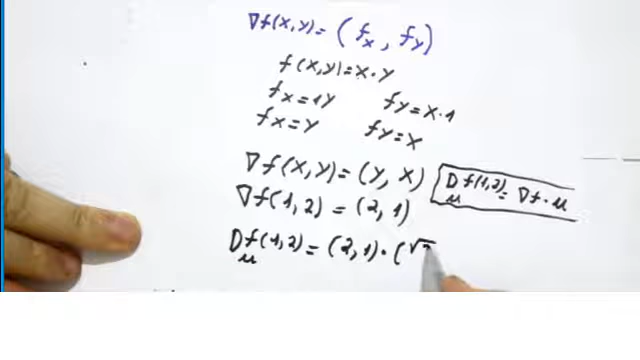 ∇f(x,y)= (fx, fy)
f(x,y)=x·y
fx=1y fy=x·1
fx=y fy=x
∇f(x,y)=(y, x)
Duf(1,2)=∇f·u
∇f(1,2)=(2,1)
Duf(1,2)=(2,1)·(√